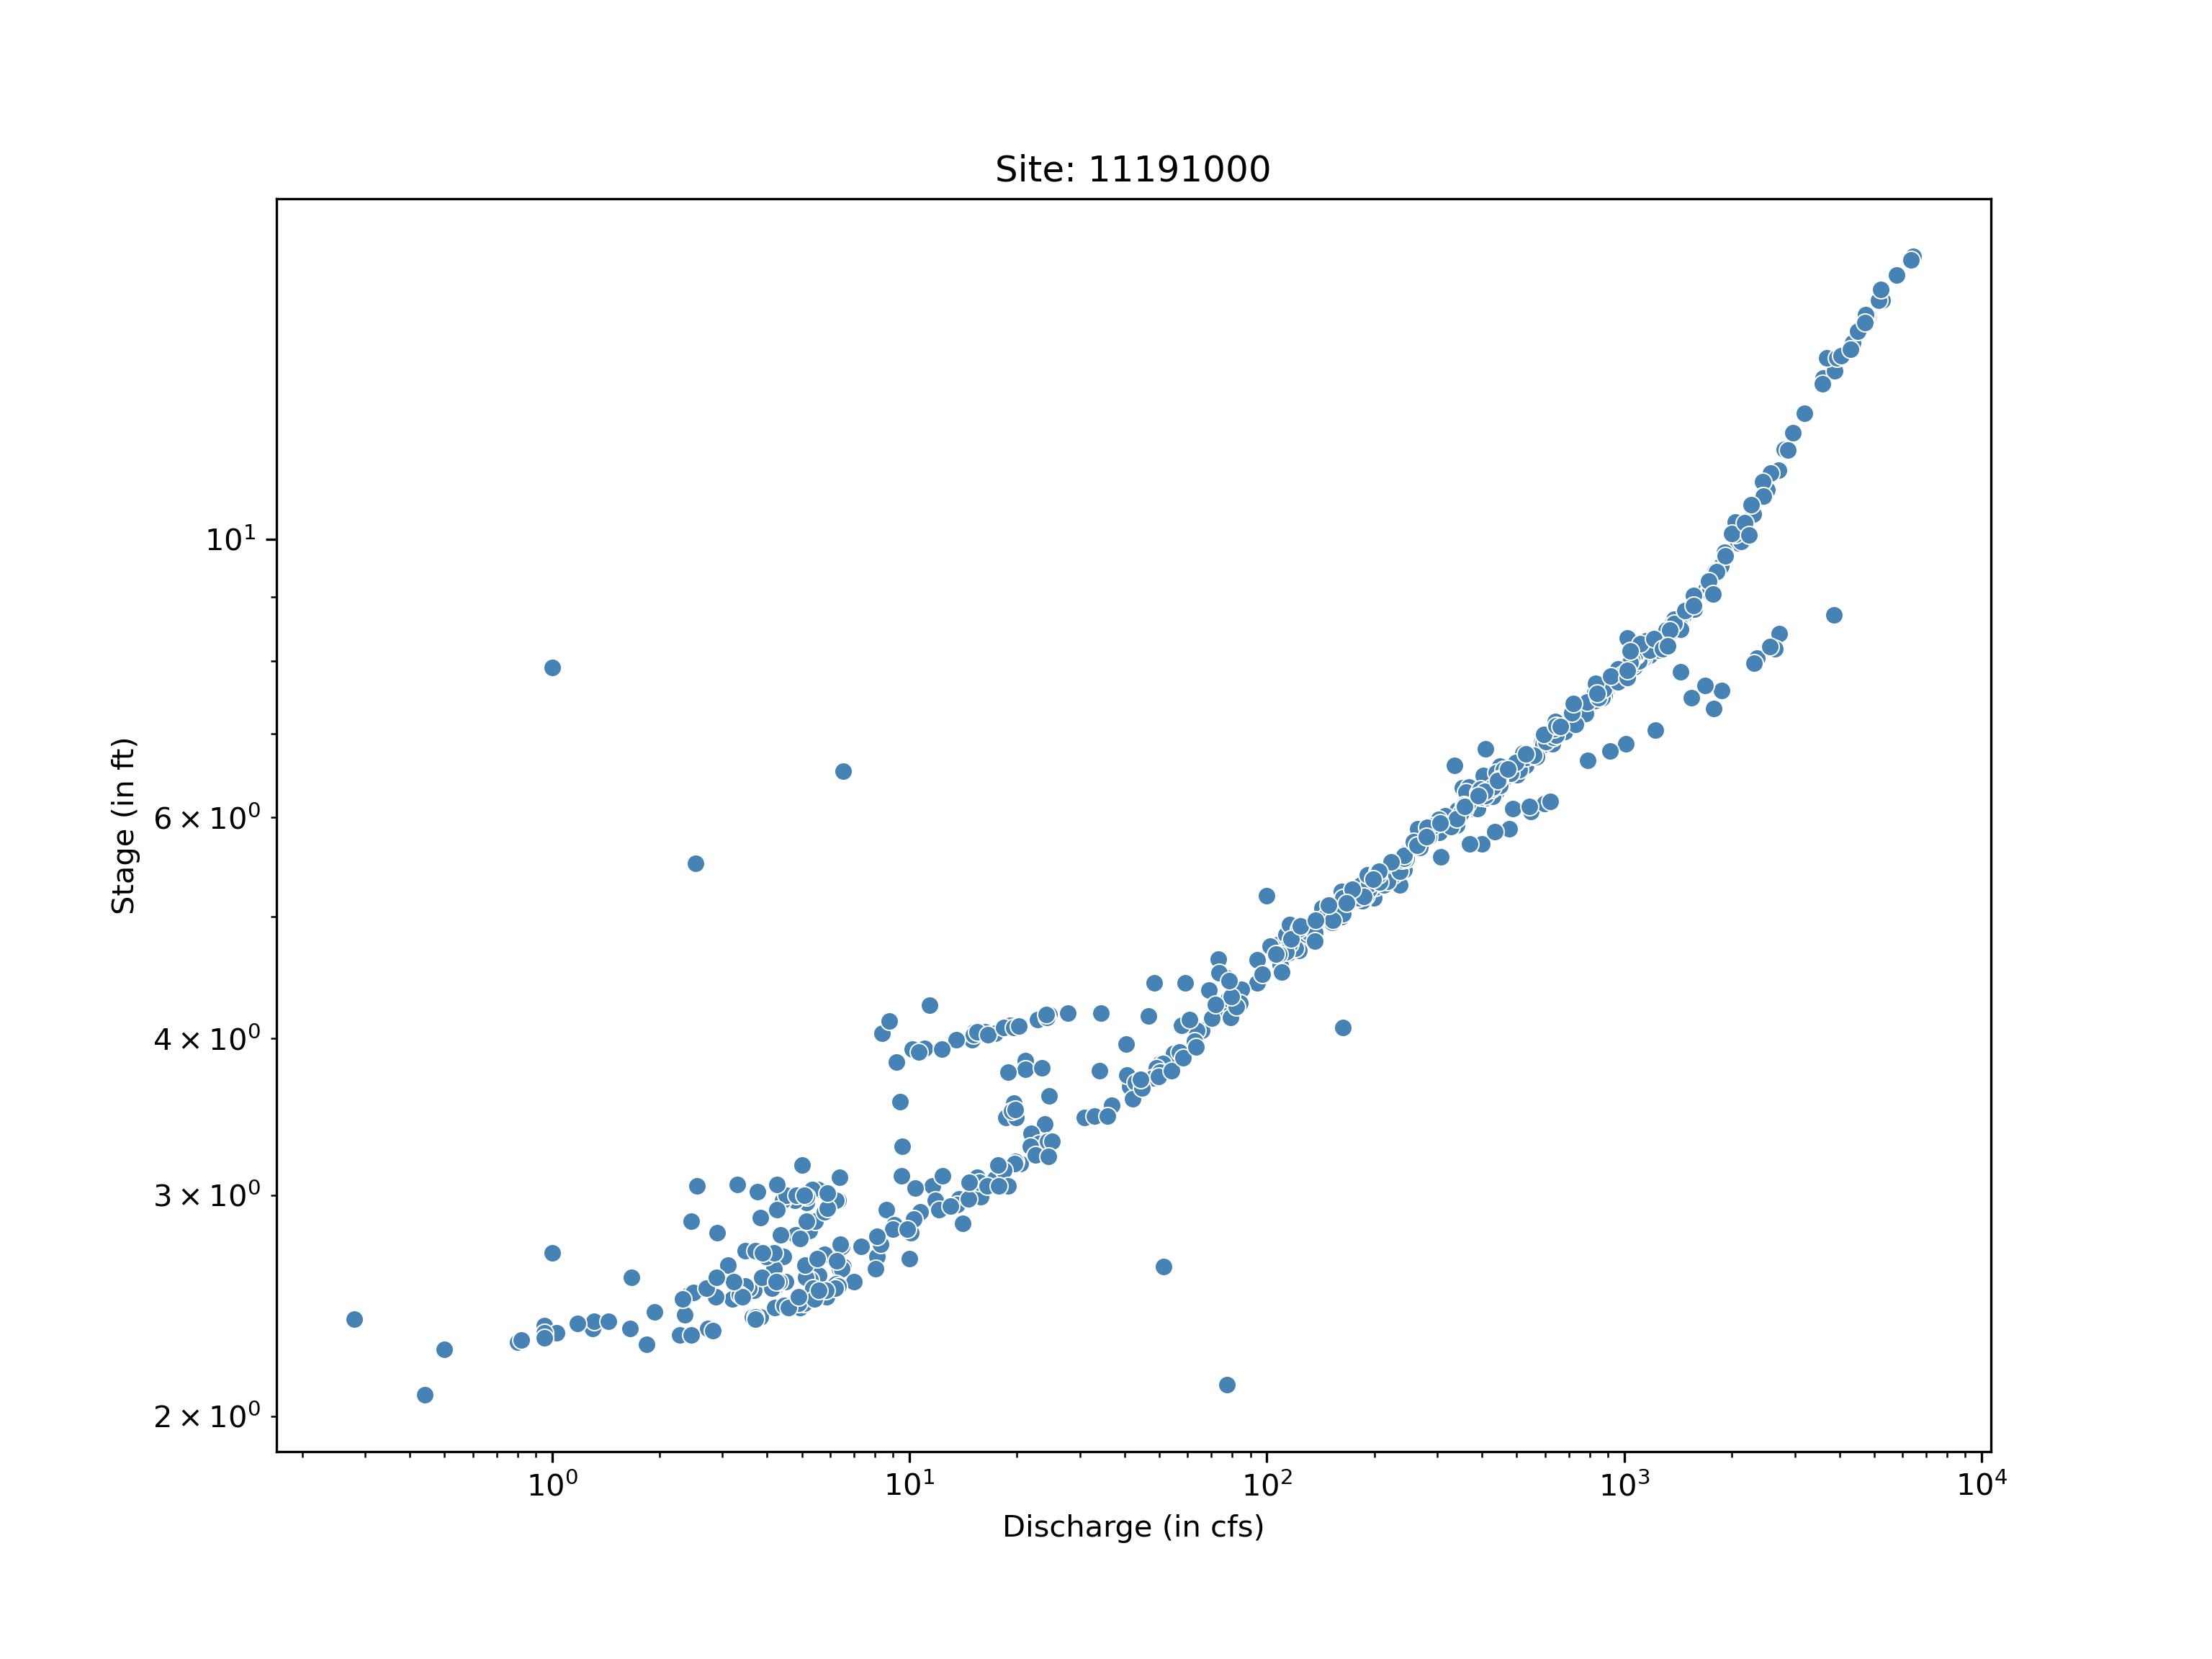 Site: 11191000
10¹
6 × 10⁰
4 × 10⁰
3 × 10⁰
2 × 10⁰
Stage (in ft)
10⁰ 10¹ 10² 10³ 10⁴
Discharge (in cfs)